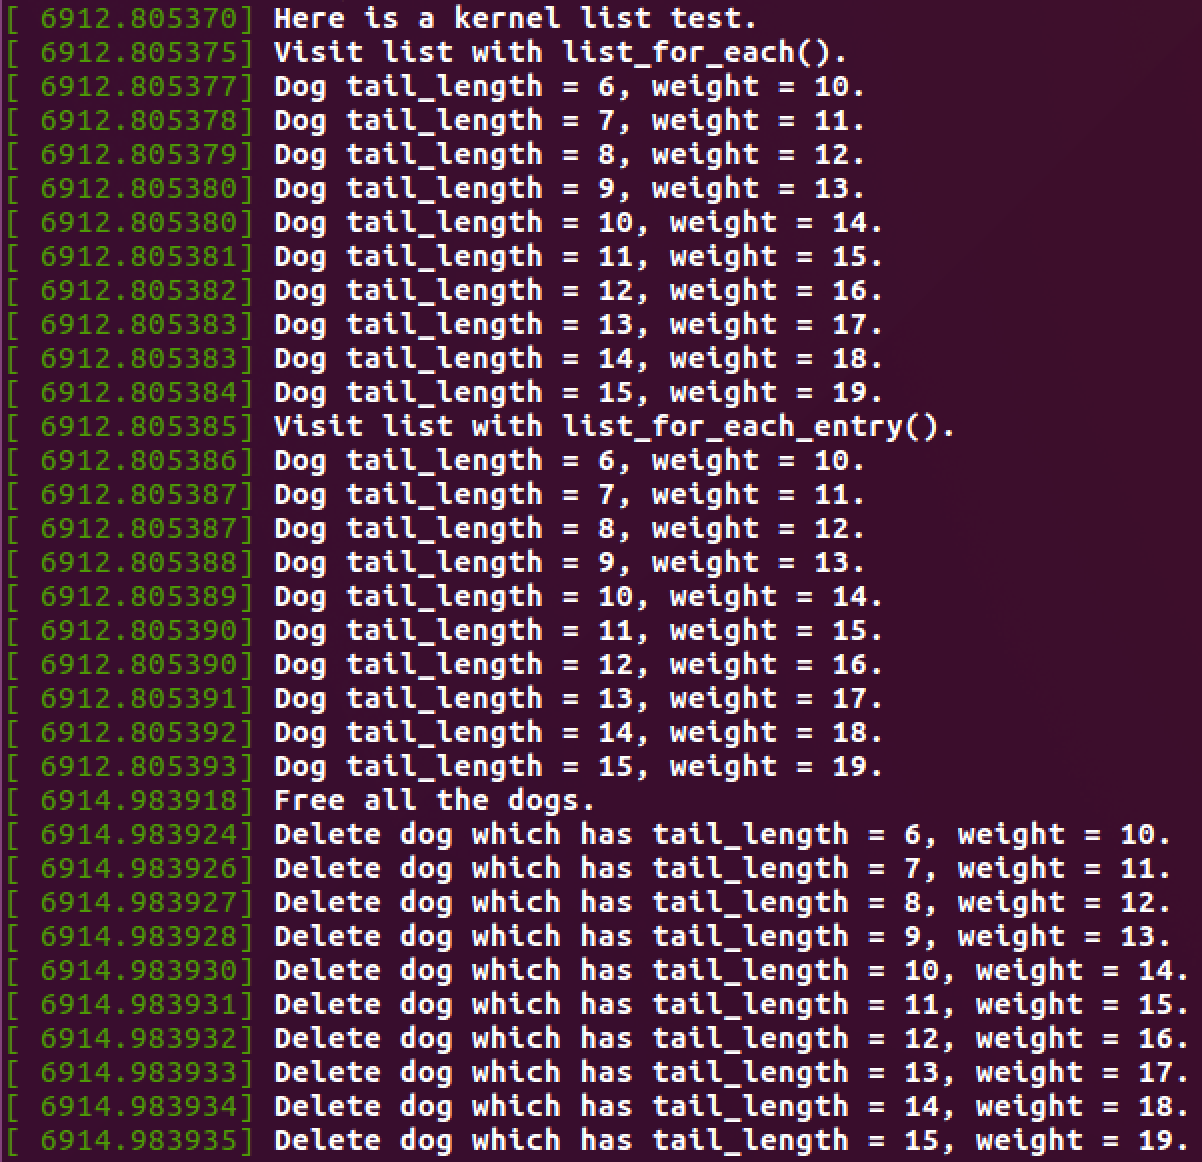 [ 6912.805370] Here is a kernel list test.
[ 6912.805375] Visit list with list_for_each().
[ 6912.805377] Dog tail_length = 6, weight = 10.
[ 6912.805378] Dog tail_length = 7, weight = 11.
[ 6912.805379] Dog tail_length = 8, weight = 12.
[ 6912.805380] Dog tail_length = 9, weight = 13.
[ 6912.805380] Dog tail_length = 10, weight = 14.
[ 6912.805381] Dog tail_length = 11, weight = 15.
[ 6912.805382] Dog tail_length = 12, weight = 16.
[ 6912.805383] Dog tail_length = 13, weight = 17.
[ 6912.805383] Dog tail_length = 14, weight = 18.
[ 6912.805384] Dog tail_length = 15, weight = 19.
[ 6912.805385] Visit list with list_for_each_entry().
[ 6912.805386] Dog tail_length = 6, weight = 10.
[ 6912.805387] Dog tail_length = 7, weight = 11.
[ 6912.805387] Dog tail_length = 8, weight = 12.
[ 6912.805388] Dog tail_length = 9, weight = 13.
[ 6912.805389] Dog tail_length = 10, weight = 14.
[ 6912.805390] Dog tail_length = 11, weight = 15.
[ 6912.805390] Dog tail_length = 12, weight = 16.
[ 6912.805391] Dog tail_length = 13, weight = 17.
[ 6912.805392] Dog tail_length = 14, weight = 18.
[ 6912.805393] Dog tail_length = 15, weight = 19.
[ 6914.983918] Free all the dogs.
[ 6914.983924] Delete dog which has tail_length = 6, weight = 10.
[ 6914.983926] Delete dog which has tail_length = 7, weight = 11.
[ 6914.983927] Delete dog which has tail_length = 8, weight = 12.
[ 6914.983928] Delete dog which has tail_length = 9, weight = 13.
[ 6914.983930] Delete dog which has tail_length = 10, weight = 14.
[ 6914.983931] Delete dog which has tail_length = 11, weight = 15.
[ 6914.983932] Delete dog which has tail_length = 12, weight = 16.
[ 6914.983933] Delete dog which has tail_length = 13, weight = 17.
[ 6914.983934] Delete dog which has tail_length = 14, weight = 18.
[ 6914.983935] Delete dog which has tail_length = 15, weight = 19.